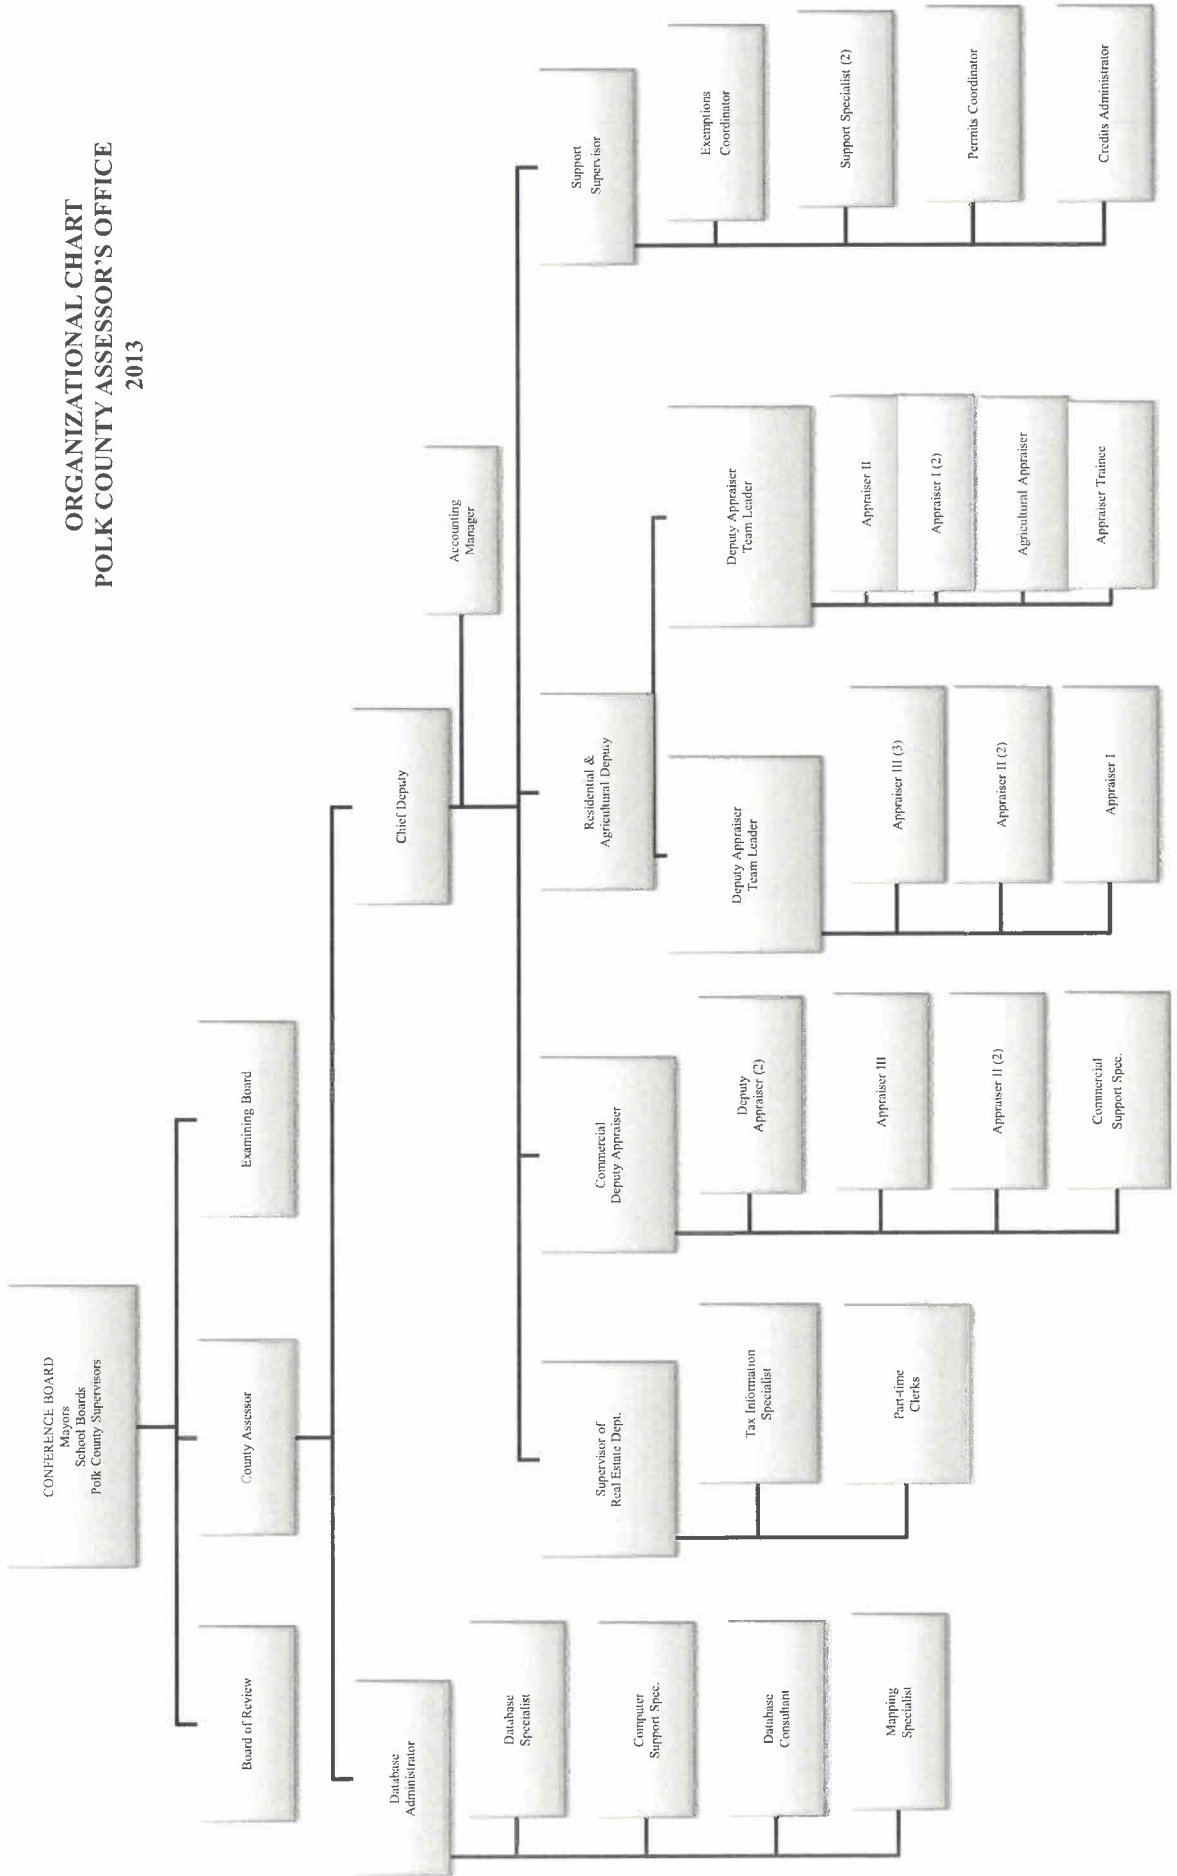 ORGANIZATIONAL CHART
POLK COUNTY ASSESSOR'S OFFICE
2013
CONFERENCE BOARD
Mayors
School Boards
Polk County Supervisors
Board of Review
County Assessor
Examining Board
Database
Administrator
Chief Deputy
Accounting
Manager
Database
Specialist
Computer
Support Spec.
Database
Consultant
Mapping
Specialist
Supervisor of
Real Estate Dept.
Tax Information
Specialist
Part-time
Clerks
Commercial
Deputy Appraiser
Deputy
Appraiser (2)
Appraiser III
Appraiser II (2)
Commercial
Support Spec.
Residential &
Agricultural Deputy
Deputy Appraiser
Team Leader
Appraiser III (3)
Appraiser II (2)
Appraiser I
Deputy Appraiser
Team Leader
Appraiser II
Appraiser I (2)
Agricultural Appraiser
Appraiser Trainee
Support
Supervisor
Exemptions
Coordinator
Support Specialist (2)
Permits Coordinator
Credits Administrator